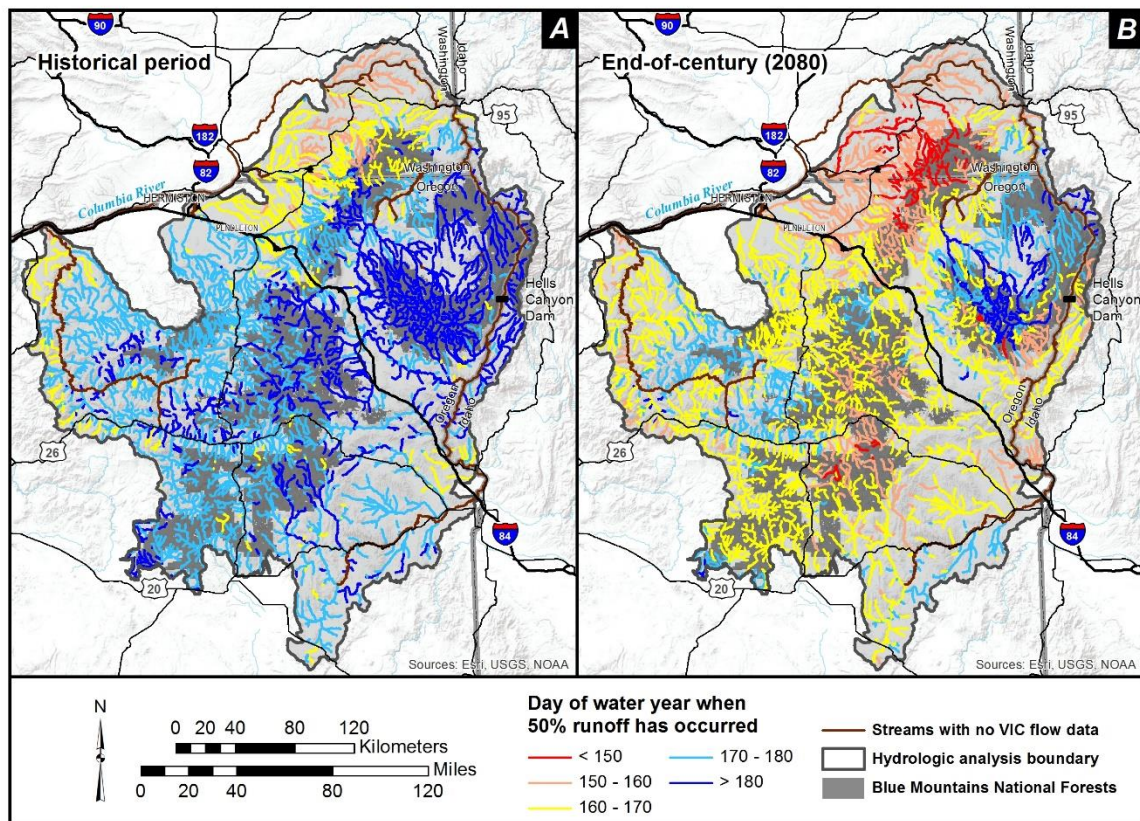 90
A
Historical period
Washington
Idaho
95
182
82
Columbia River
HERMISTON
Washington
Oregon
PENDLETON
Hells
Canyon
Dam
Oregon
Idaho
26
84
20
Sources: Esri, USGS, NOAA
90
B
End-of-century (2080)
Washington
Idaho
95
182
82
Columbia River
HERMISTON
Washington
Oregon
PENDLETON
Hells
Canyon
Dam
Oregon
Idaho
26
84
20
Sources: Esri, USGS, NOAA
N
0 20 40 80 120
Kilometers
Miles
0 20 40 80 120
Day of water year when
50% runoff has occurred
< 150
150 - 160
160 - 170
170 - 180
> 180
Streams with no VIC flow data
Hydrologic analysis boundary
Blue Mountains National Forests